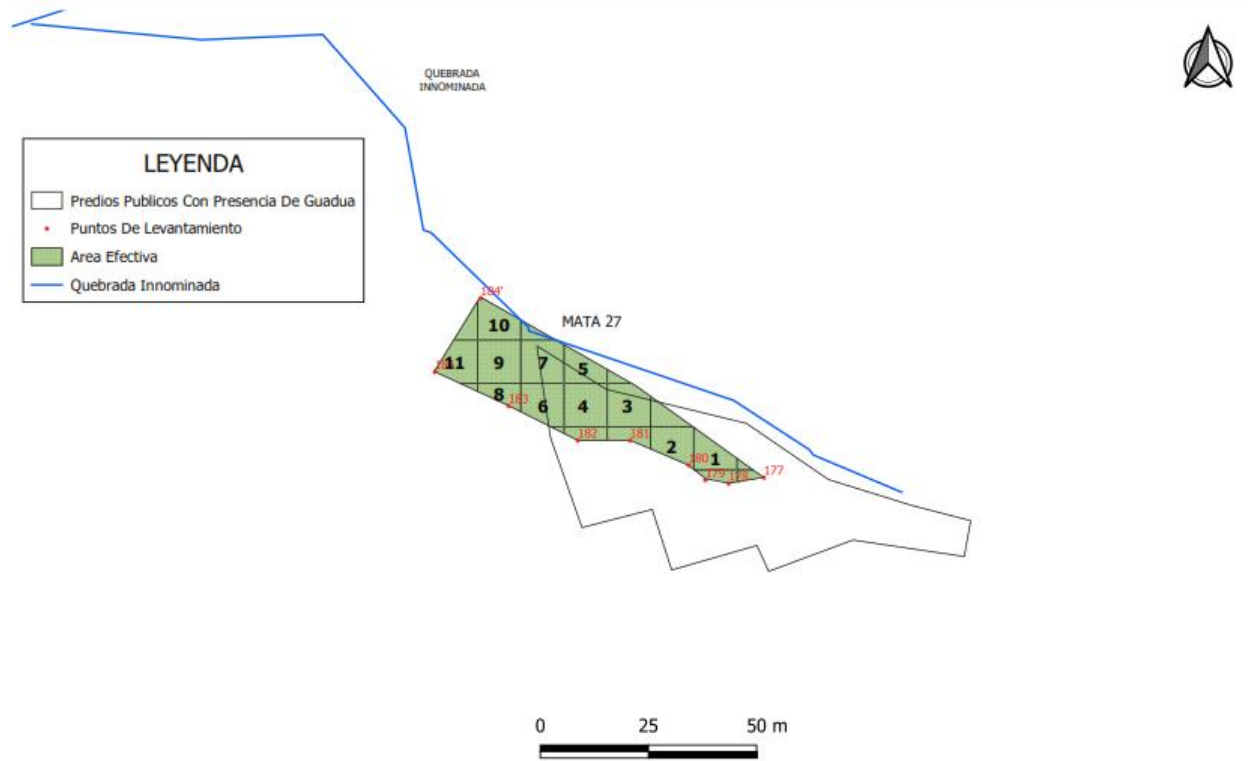 QUEBRADA
INNOMINADA
LEYENDA
Predios Publicos Con Presencia De Guadua
Puntos De Levantamiento
Area Efectiva
Quebrada Innominada
184'
MATA 27
10
11
9
7
5
8
183
6
4
3
182
181
2
180
1
179
178
177
0
25
50 m